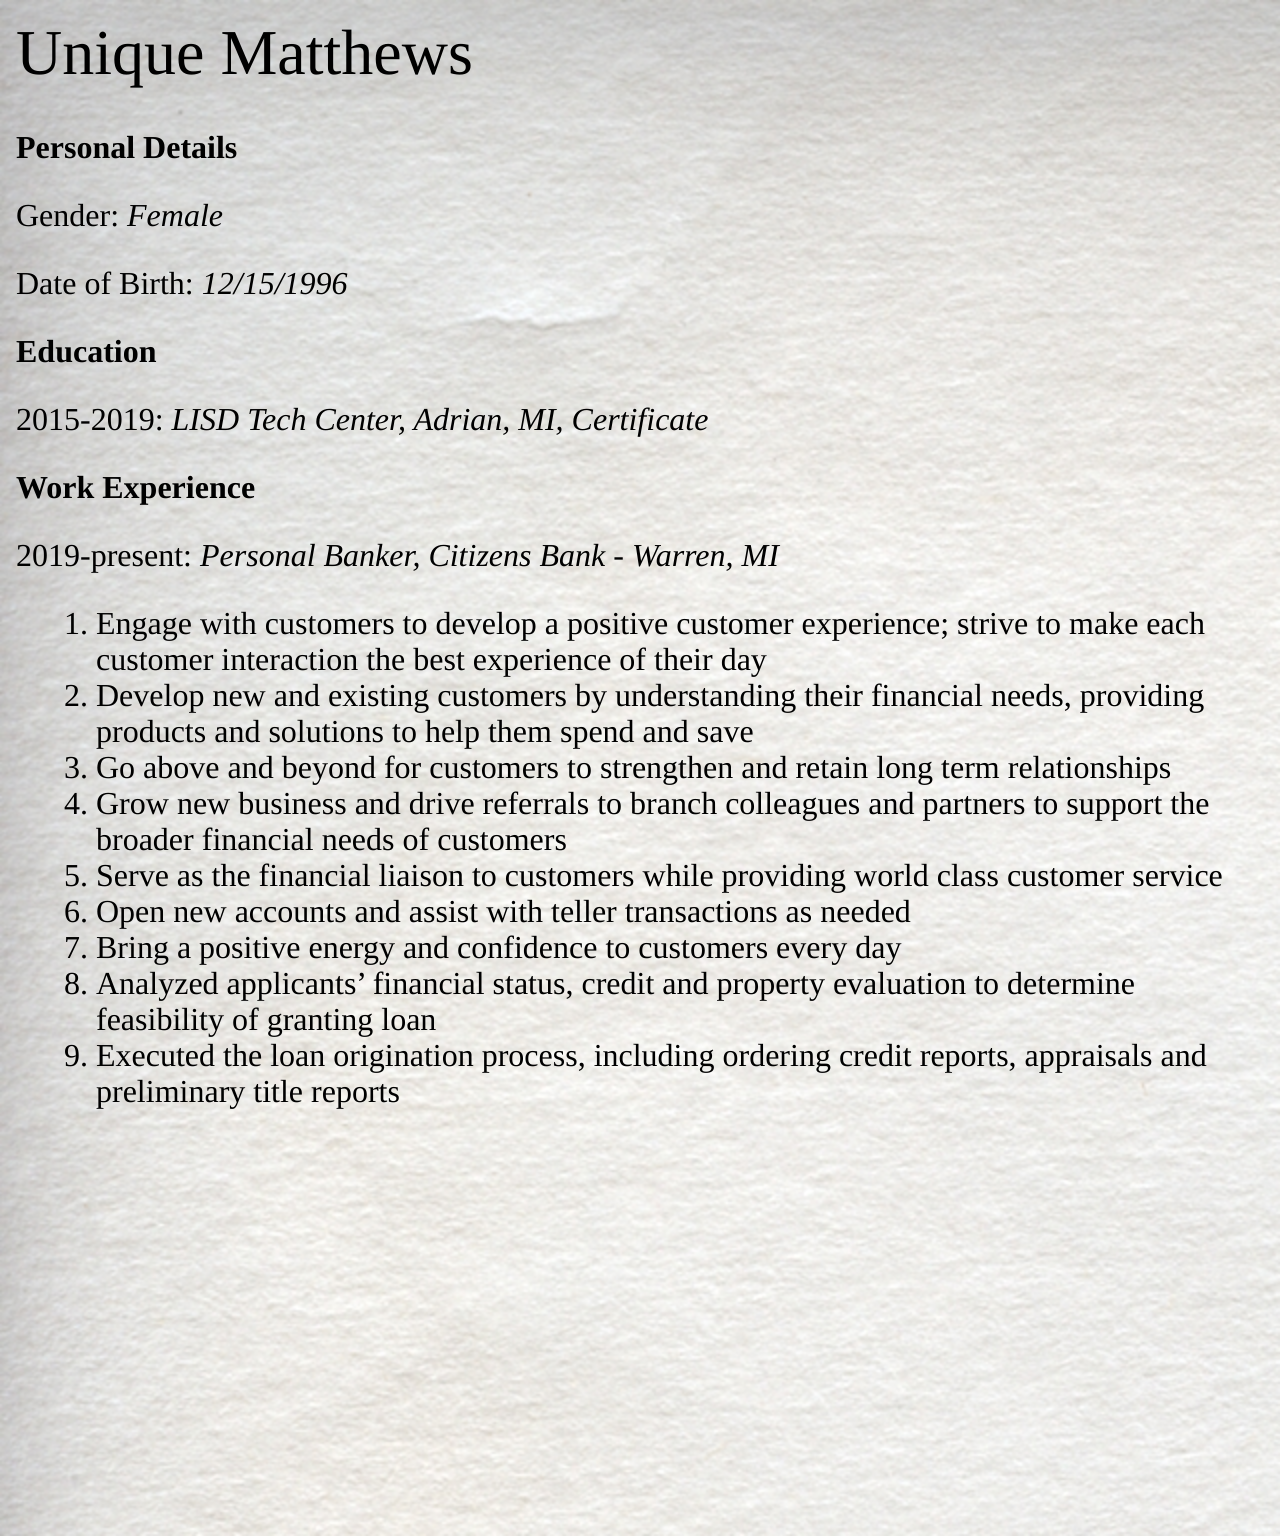 Unique Matthews
Personal Details
Gender: Female
Date of Birth: 12/15/1996
Education
2015-2019: LISD Tech Center, Adrian, MI, Certificate
Work Experience
2019-present: Personal Banker, Citizens Bank - Warren, MI
1. Engage with customers to develop a positive customer experience; strive to make each
customer interaction the best experience of their day
2. Develop new and existing customers by understanding their financial needs, providing
products and solutions to help them spend and save
3. Go above and beyond for customers to strengthen and retain long term relationships
4. Grow new business and drive referrals to branch colleagues and partners to support the
broader financial needs of customers
5. Serve as the financial liaison to customers while providing world class customer service
6. Open new accounts and assist with teller transactions as needed
7. Bring a positive energy and confidence to customers every day
8. Analyzed applicants’ financial status, credit and property evaluation to determine
feasibility of granting loan
9. Executed the loan origination process, including ordering credit reports, appraisals and
preliminary title reports